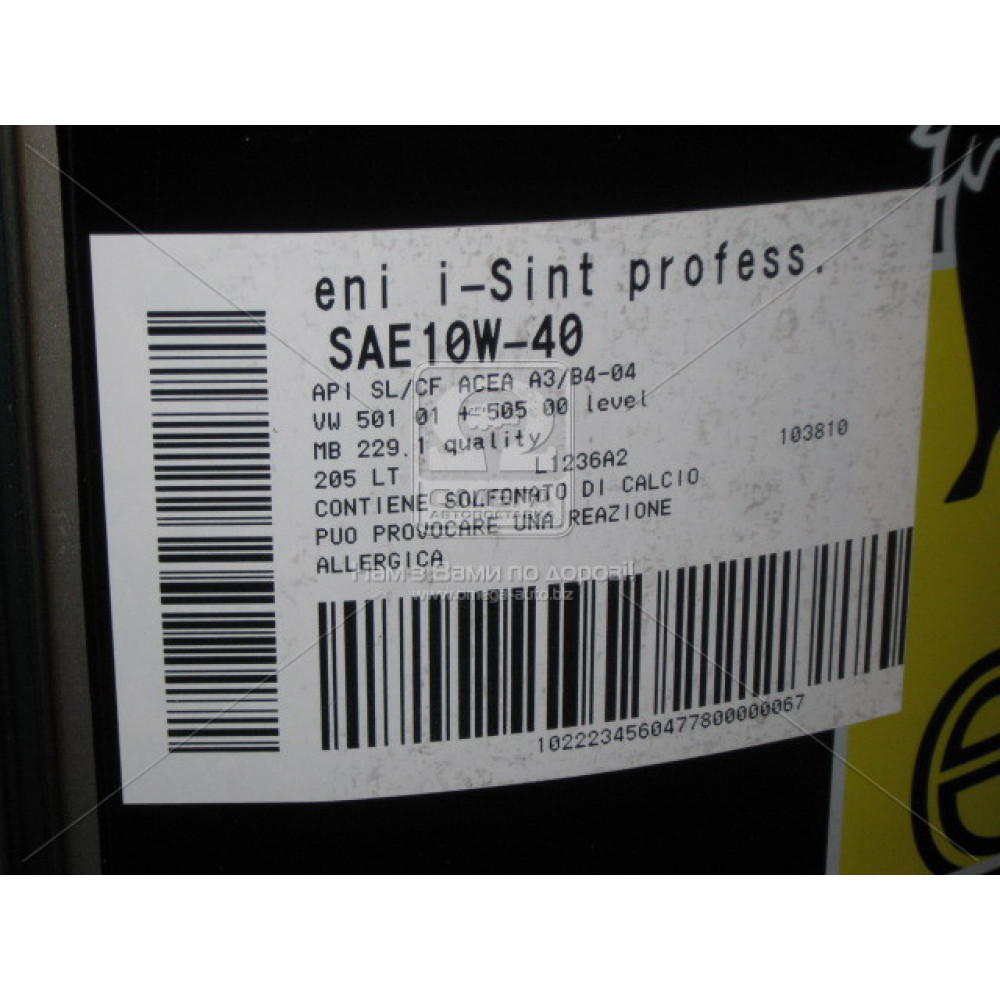 eni i-Sint profess.
SAE10W-40
API SL/CF ACEA A3/B4-04
VW 501 01 + 505 00 level
MB 229.1 quality
103810
205 LT L1236A2
CONTIENE SOLFONATO DI CALCIO
PUO PROVOCARE UNA REAZIONE
ALLERGICA
АВТОПОСТАВКА
Нам з Вами по дорозі!
www.omega-auto.biz
1022234560477800000067